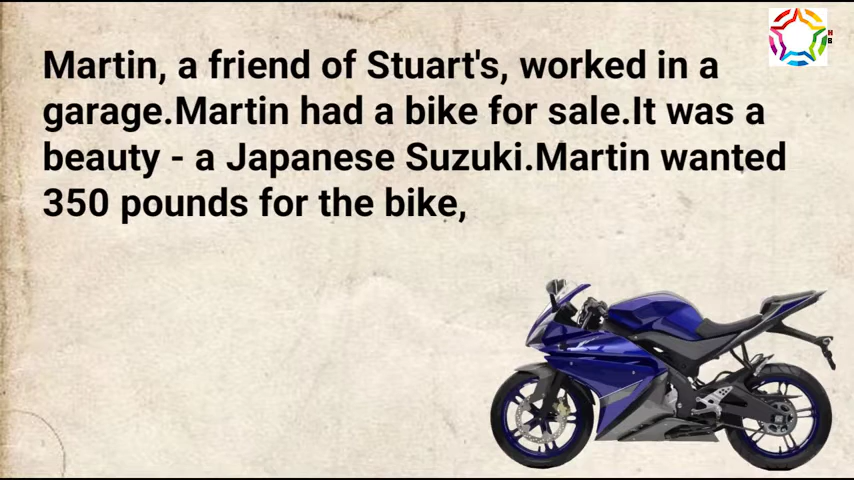 Martin, a friend of Stuart's, worked in a
garage.Martin had a bike for sale.It was a
beauty - a Japanese Suzuki.Martin wanted
350 pounds for the bike,
H
B